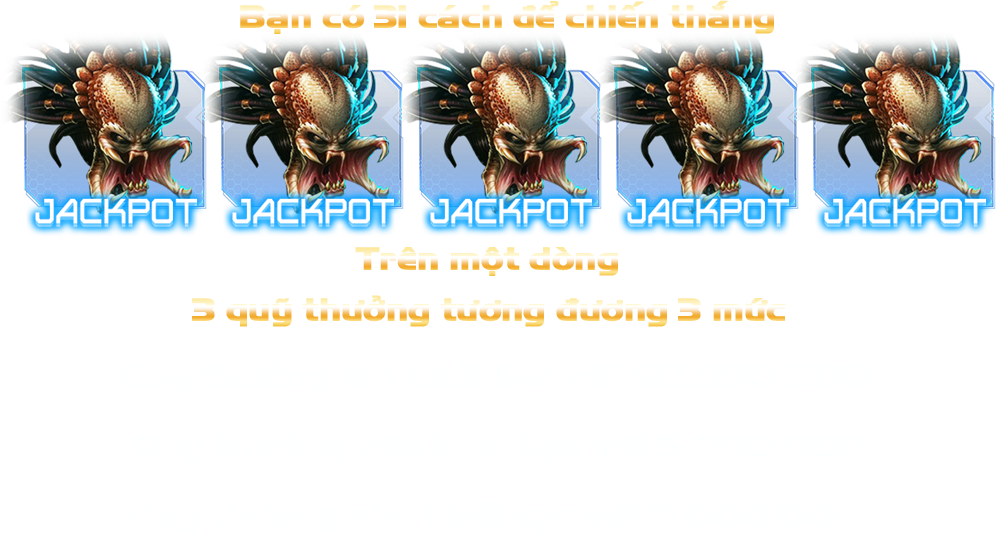 Bạn có 31 cách để chiến thắng
JACKPOT JACKPOT JACKPOT JACKPOT JACKPOT
Trên một dòng
3 quỹ thưởng tương đương 3 mức